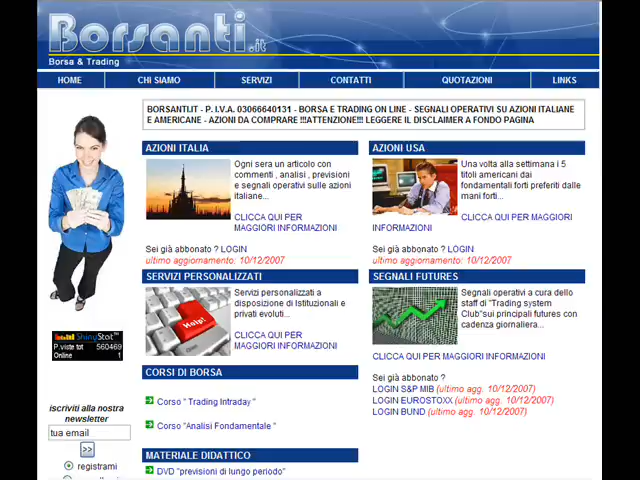 Borsanti.it
Borsa & Trading
HOME CHI SIAMO SERVIZI CONTATTI QUOTAZIONI LINKS
BORSANTI.IT - P. I.V.A. 03066640131 - BORSA E TRADING ON LINE - SEGNALI OPERATIVI SU AZIONI ITALIANE
E AMERICANE - AZIONI DA COMPRARE !!!ATTENZIONE!!! LEGGERE IL DISCLAIMER A FONDO PAGINA
AZIONI ITALIA
Ogni sera un articolo con
commenti , analisi , previsioni
e segnali operativi sulle azioni
italiane...
CLICCA QUI PER
MAGGIORI INFORMAZIONI
Sei già abbonato ? LOGIN
ultimo aggiornamento: 10/12/2007
AZIONI USA
Una volta alla settimana i 5
titoli americani dai
fondamentali forti preferiti dalle
mani forti...
CLICCA QUI PER MAGGIORI
INFORMAZIONI
Sei già abbonato ? LOGIN
ultimo aggiornamento: 10/12/2007
SERVIZI PERSONALIZZATI
Help!
Servizi personalizzati a
disposizione di Istituzionali e
privati evoluti...
CLICCA QUI PER
MAGGIORI INFORMAZIONI
SEGNALI FUTURES
Segnali operativi a cura dello
staff di "Trading system
Club"sui principali futures con
cadenza giornaliera...
CLICCA QUI PER MAGGIORI INFORMAZIONI
Sei già abbonato ?
LOGIN S&P MIB (ultimo agg. 10/12/2007)
LOGIN EUROSTOXX (ultimo agg. 10/12/2007)
LOGIN BUND (ultimo agg. 10/12/2007)
ShinyStat™
P.viste tot 560469
Online 1
CORSI DI BORSA
Corso " Trading Intraday "
Corso "Analisi Fondamentale "
MATERIALE DIDATTICO
DVD "previsioni di lungo periodo"
iscriviti alla nostra
newsletter
tua email
>>
registrami